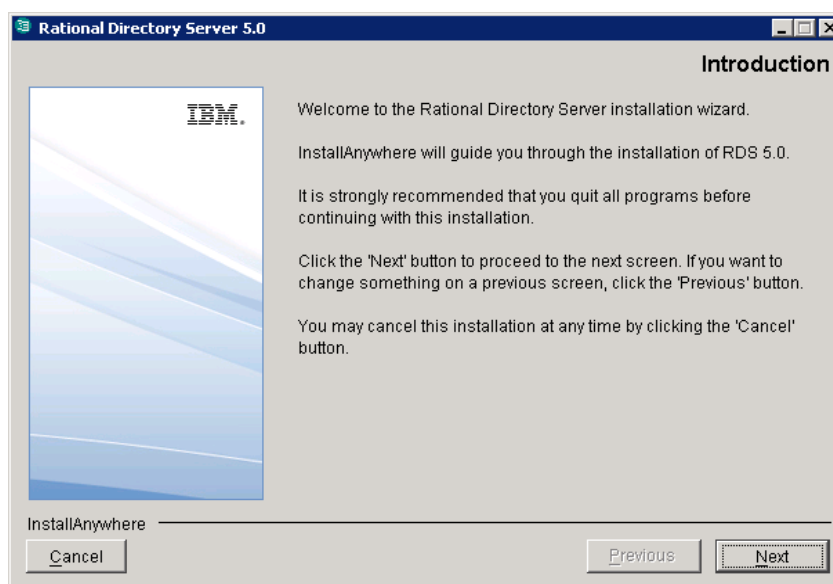 Rational Directory Server 5.0
Introduction
IBM.
Welcome to the Rational Directory Server installation wizard.
InstallAnywhere will guide you through the installation of RDS 5.0.
It is strongly recommended that you quit all programs before
continuing with this installation.
Click the 'Next' button to proceed to the next screen. If you want to
change something on a previous screen, click the 'Previous' button.
You may cancel this installation at any time by clicking the 'Cancel'
button.
InstallAnywhere
Cancel
Previous
Next